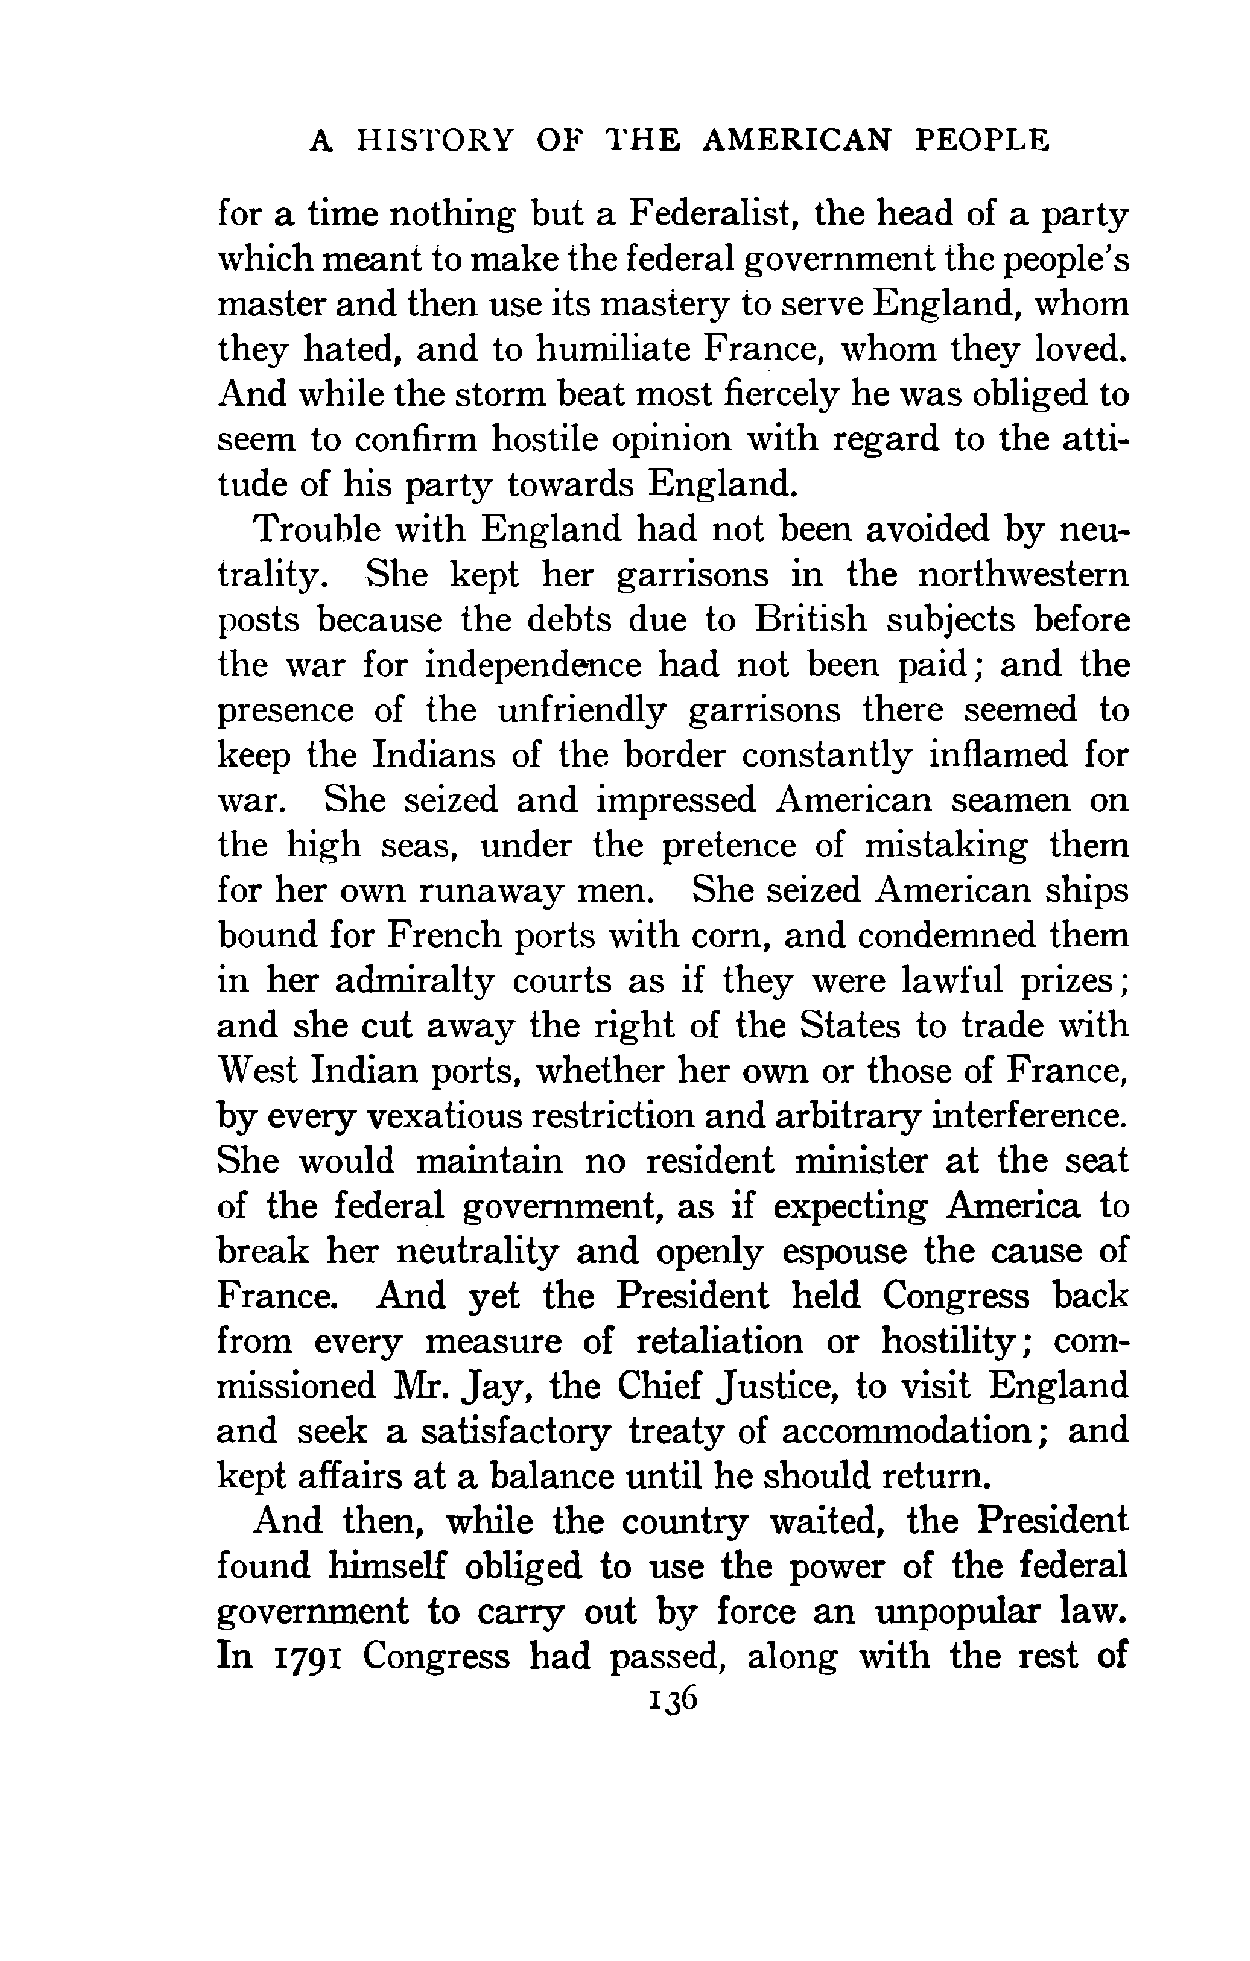 A HISTORY OF THE AMERICAN PEOPLE
for a time nothing but a Federalist, the head of a party
which meant to make the federal government the people's
master and then use its mastery to serve England, whom
they hated, and to humiliate France, whom they loved.
And while the storm beat most fiercely he was obliged to
seem to confirm hostile opinion with regard to the atti-
tude of his party towards England.
Trouble with England had not been avoided by neu-
trality. She kept her garrisons in the northwestern
posts because the debts due to British subjects before
the war for independence had not been paid; and the
presence of the unfriendly garrisons there seemed to
keep the Indians of the border constantly inflamed for
war. She seized and impressed American seamen on
the high seas, under the pretence of mistaking them
for her own runaway men. She seized American ships
bound for French ports with corn, and condemned them
in her admiralty courts as if they were lawful prizes;
and she cut away the right of the States to trade with
West Indian ports, whether her own or those of France,
by every vexatious restriction and arbitrary interference.
She would maintain no resident minister at the seat
of the federal government, as if expecting America to
break her neutrality and openly espouse the cause of
France. And yet the President held Congress back
from every measure of retaliation or hostility; com-
missioned Mr. Jay, the Chief Justice, to visit England
and seek a satisfactory treaty of accommodation; and
kept affairs at a balance until he should return.
And then, while the country waited, the President
found himself obliged to use the power of the federal
government to carry out by force an unpopular law.
In 1791 Congress had passed, along with the rest of
136